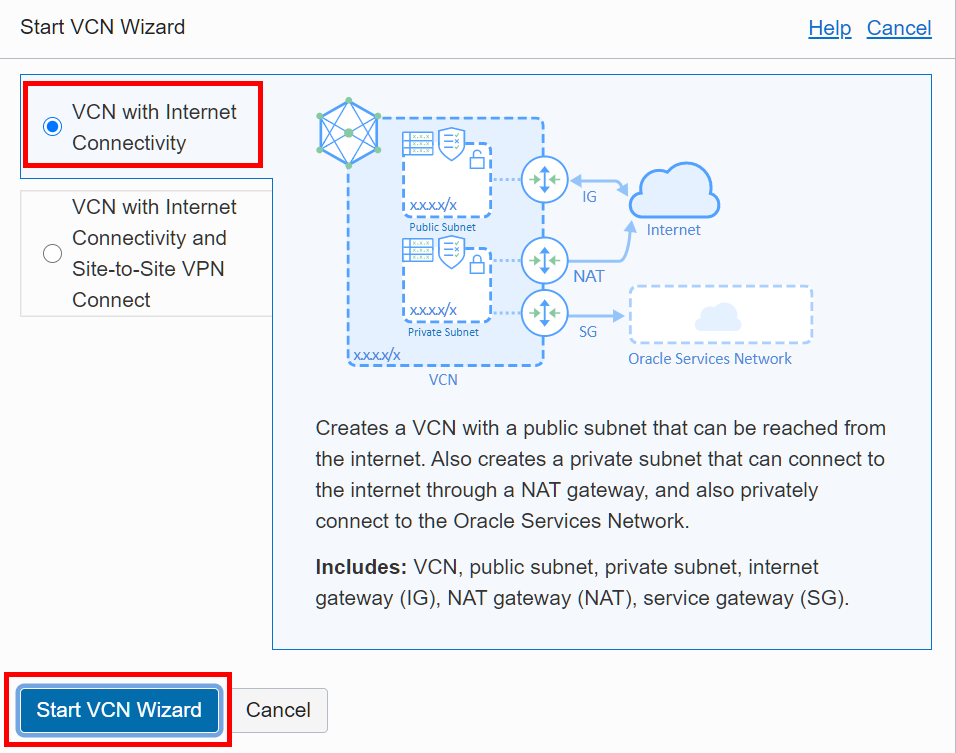 Start VCN Wizard
Help Cancel
VCN with Internet
Connectivity
VCN with Internet
Connectivity and
Site-to-Site VPN
Connect
x.x.x.x/x
Public Subnet
x.x.x.x/x
Private Subnet
x.x.x.x/x
VCN
IG
Internet
NAT
SG
Oracle Services Network
Creates a VCN with a public subnet that can be reached from
the internet. Also creates a private subnet that can connect to
the internet through a NAT gateway, and also privately
connect to the Oracle Services Network.
Includes: VCN, public subnet, private subnet, internet
gateway (IG), NAT gateway (NAT), service gateway (SG).
Start VCN Wizard
Cancel